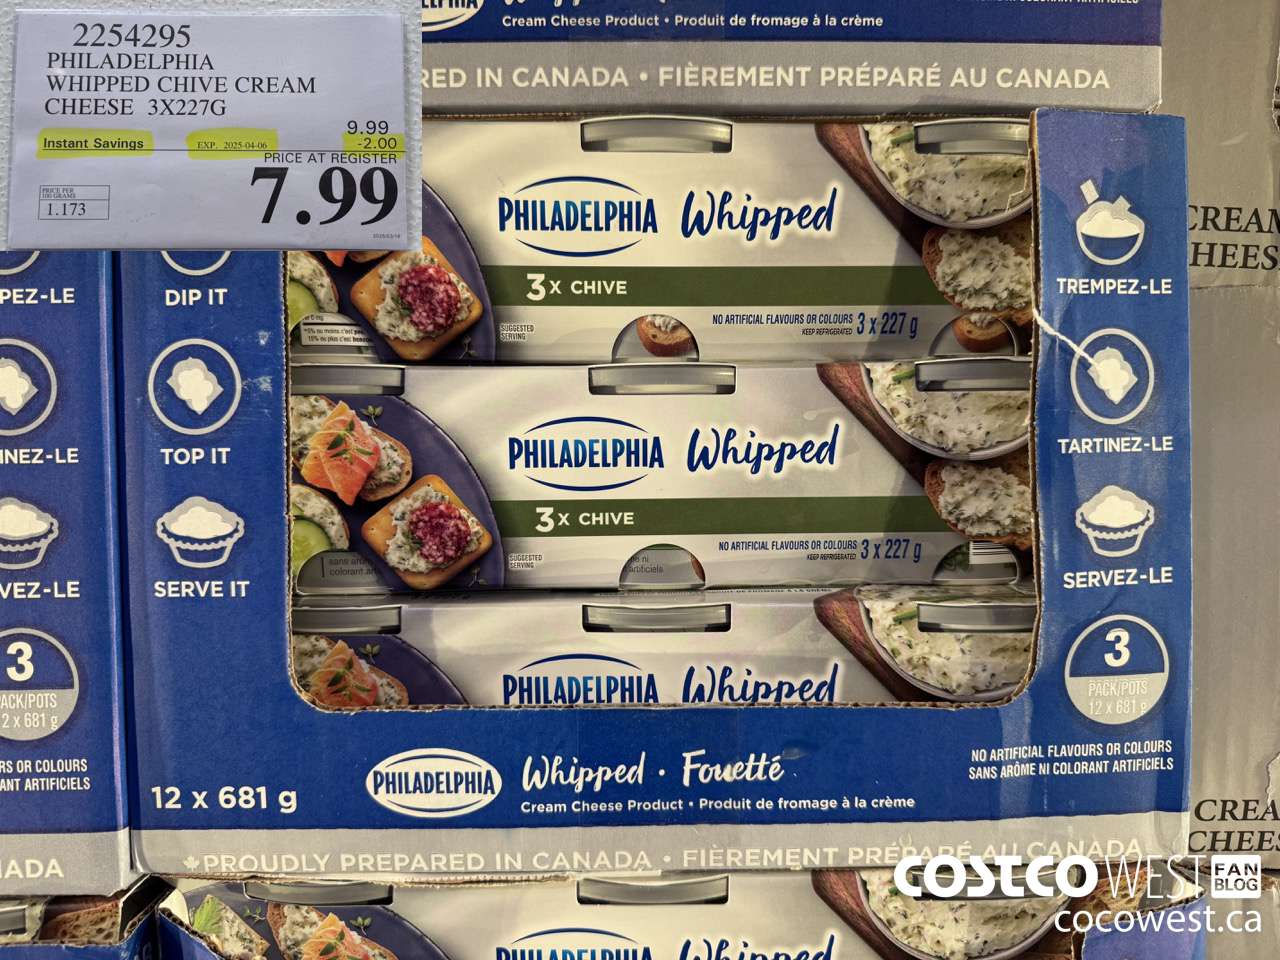 2254295
PHILADELPHIA
WHIPPED CHIVE CREAM
CHEESE 3X227G
9.99
Instant Savings EXP. 2025-04-06 -2.00
PRICE AT REGISTER
7.99
PRICE PER
100 GRAMS
1.173
Cream Cheese Product • Produit de fromage à la crème
RED IN CANADA • FIÈREMENT PRÉPARÉ AU CANADA
PHILADELPHIA Whipped
3X CHIVE
NO ARTIFICIAL FLAVOURS OR COLOURS
KEEP REFRIGERATED
3 x 227 g
SUGGESTED
SERVING
PHILADELPHIA Whipped
3X CHIVE
NO ARTIFICIAL FLAVOURS OR COLOURS
KEEP REFRIGERATED
3 x 227 g
SUGGESTED
SERVING
PHILADELPHIA Whipped
PEZ-LE
INEZ-LE
VEZ-LE
3
PACK/POTS
2 x 681 g
RS OR COLOURS
ANT ARTIFICIELS
NADA
DIP IT
TOP IT
SERVE IT
TREMPEZ-LE
TARTINEZ-LE
SERVEZ-LE
3
PACK/POTS
12 x 681 g
NO ARTIFICIAL FLAVOURS OR COLOURS
SANS ARÔME NI COLORANT ARTIFICIELS
12 x 681 g
PHILADELPHIA
Whipped • Fouetté
Cream Cheese Product • Produit de fromage à la crème
PROUDLY PREPARED IN CANADA • FIÈREMENT PRÉPARÉ AU CANADA
CREAM
HEES
CREA
CHEES
PHILADELPHIA Whipped
COSTCO WEST FAN BLOG
cocowest.ca